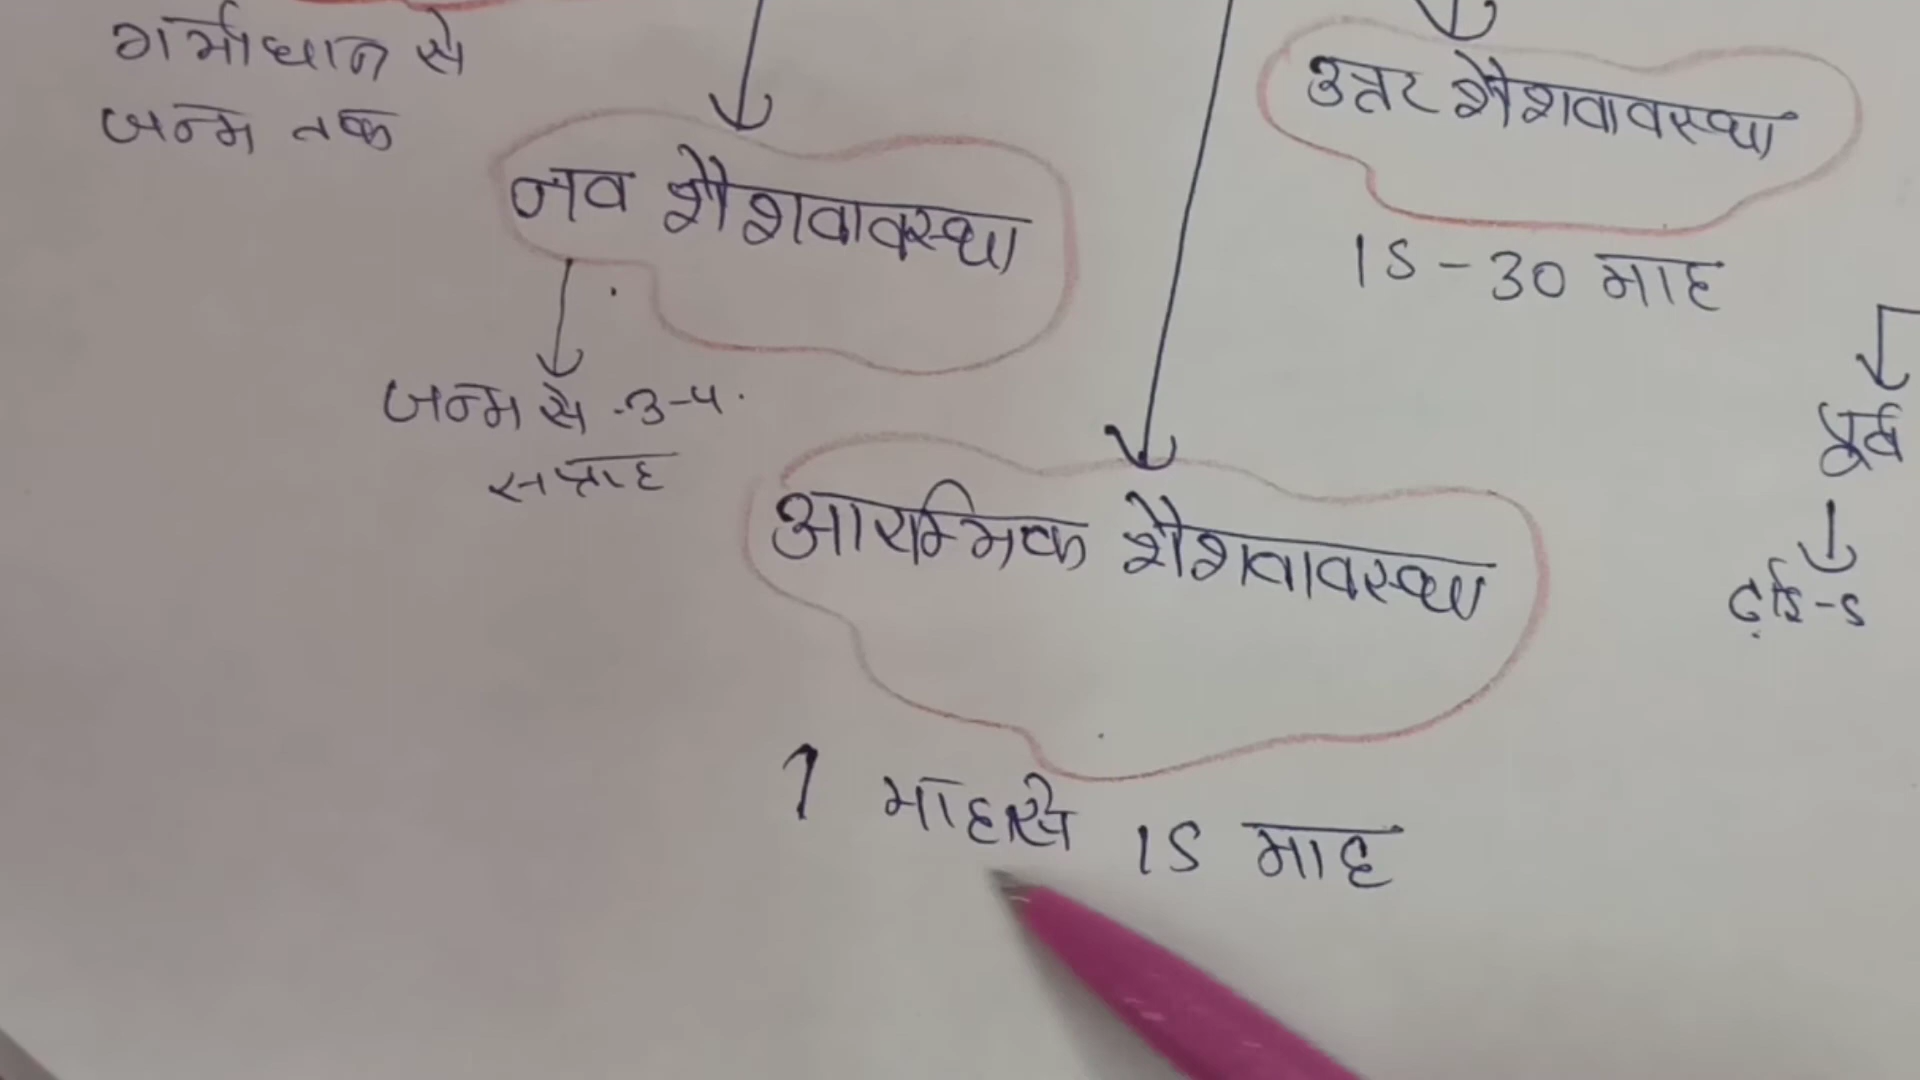 गर्भाधान से
जन्म तक
नव शैशवावस्था
जन्म से -3-4.
सप्ताह
उत्तर शैशवावस्था
15-30 माह
आरम्भिक शैशवावस्था
1 माह से 15 माह
पूर्व
ढ़ाई-5